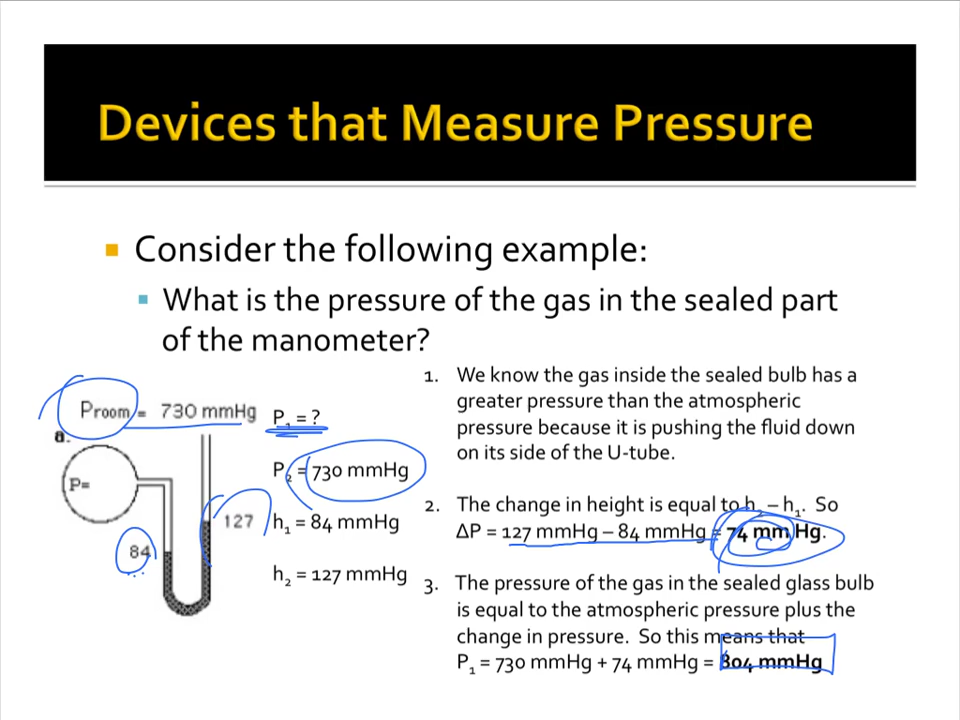 Devices that Measure Pressure
Consider the following example:
What is the pressure of the gas in the sealed part
of the manometer?
Proom = 730 mmHg
a.
P=
84
127
P₁ = ?
P₂ = 730 mmHg
h₁ = 84 mmHg
h₂ = 127 mmHg
1. We know the gas inside the sealed bulb has a
greater pressure than the atmospheric
pressure because it is pushing the fluid down
on its side of the U-tube.
2. The change in height is equal to h₂ – h₁. So
ΔP = 127 mmHg – 84 mmHg = 74 mm Hg.
3. The pressure of the gas in the sealed glass bulb
is equal to the atmospheric pressure plus the
change in pressure. So this means that
P₁ = 730 mmHg + 74 mmHg = 804 mmHg